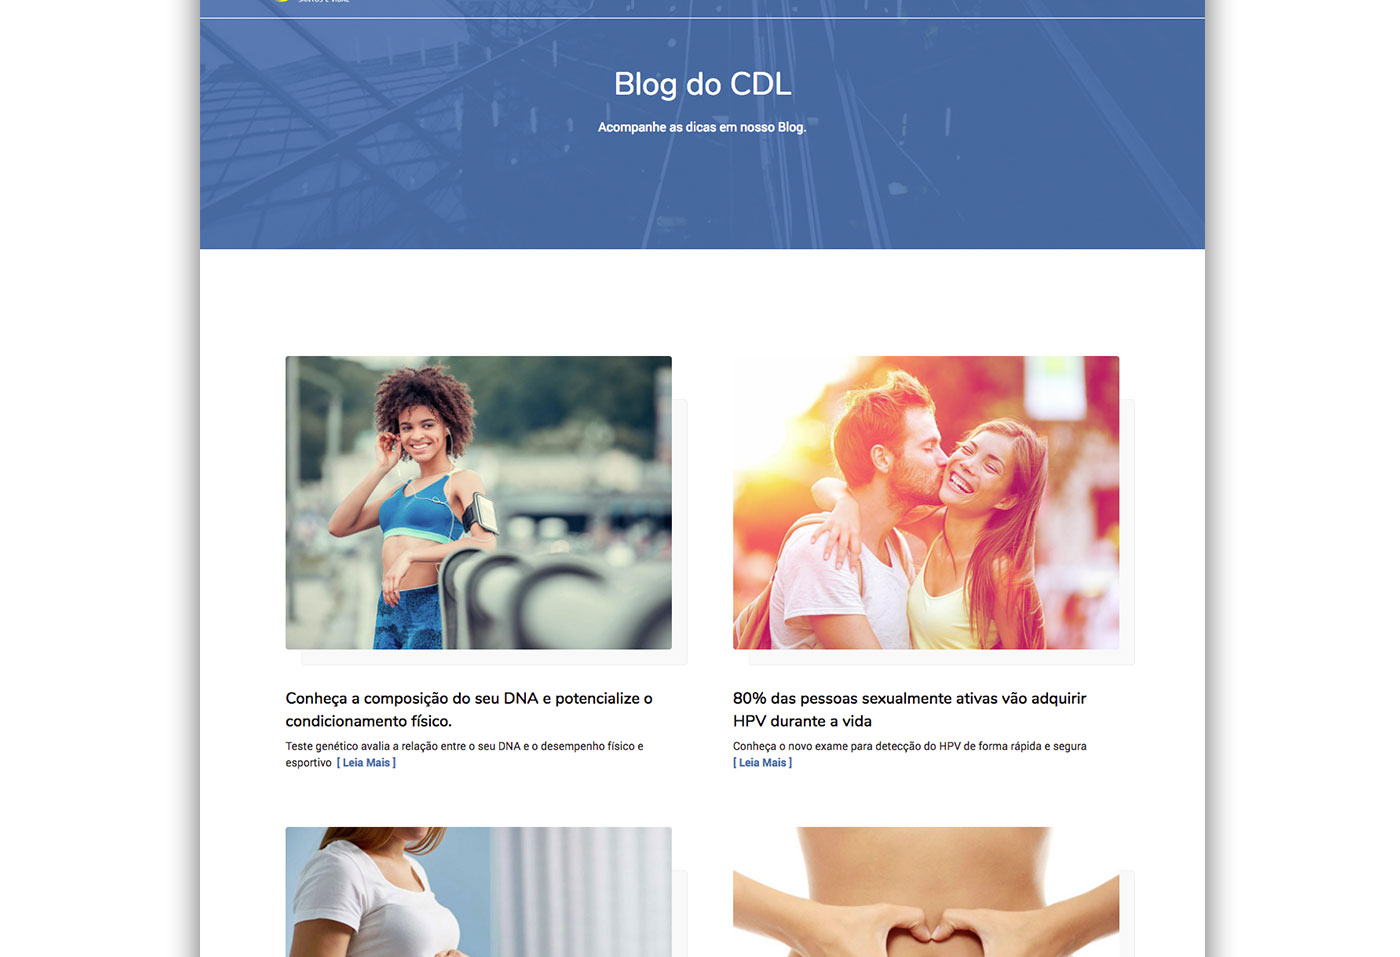 SANTOS E VIDAL
Blog do CDL
Acompanhe as dicas em nosso Blog.
Conheça a composição do seu DNA e potencialize o
condicionamento físico.
Teste genético avalia a relação entre o seu DNA e o desempenho físico e
esportivo [ Leia Mais ]
80% das pessoas sexualmente ativas vão adquirir
HPV durante a vida
Conheça o novo exame para detecção do HPV de forma rápida e segura
[ Leia Mais ]